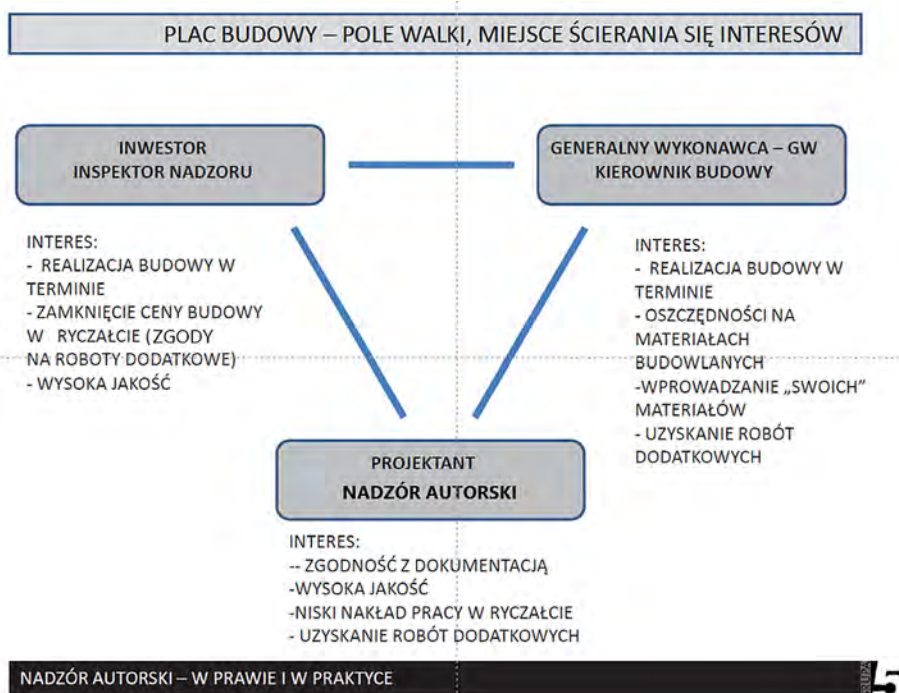 PLAC BUDOWY – POLE WALKI, MIEJSCE ŚCIERANIA SIĘ INTERESÓW
INWESTOR
INSPEKTOR NADZORU
GENERALNY WYKONAWCA – GW
KIEROWNIK BUDOWY
INTERES:
- REALIZACJA BUDOWY W
TERMINIE
- ZAMKNIĘCIE CENY BUDOWY
W RYCZAŁCIE (ZGODY
NA ROBOTY DODATKOWE)
- WYSOKA JAKOŚĆ
INTERES:
- REALIZACJA BUDOWY W
TERMINIE
- OSZCZĘDNOŚCI NA
MATERIAŁACH
BUDOWLANYCH
-WPROWADZANIE „SWOICH”
MATERIAŁÓW
- UZYSKANIE ROBÓT
DODATKOWYCH
PROJEKTANT
NADZÓR AUTORSKI
INTERES:
-- ZGODNOŚĆ Z DOKUMENTACJĄ
-WYSOKA JAKOŚĆ
-NISKI NAKŁAD PRACY W RYCZAŁCIE
- UZYSKANIE ROBÓT DODATKOWYCH
NADZÓR AUTORSKI – W PRAWIE I W PRAKTYCE